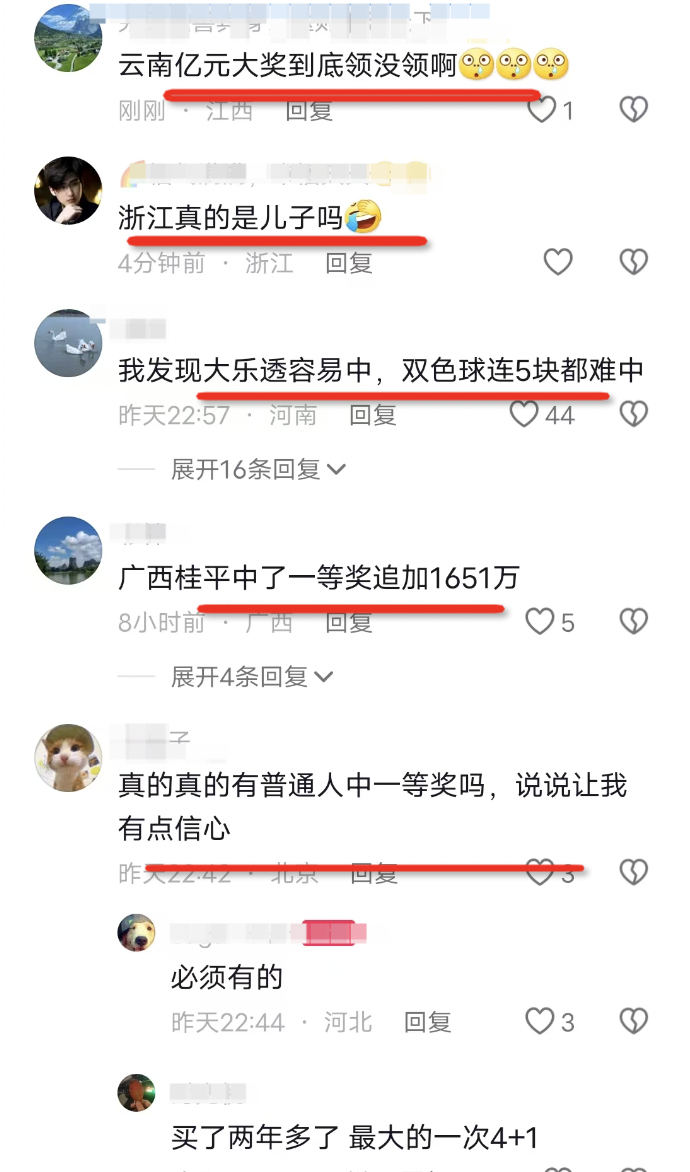 云南亿元大奖到底领没领啊
刚刚 · 江西 回复 1
浙江真的是儿子吗
4分钟前 · 浙江 回复
我发现大乐透容易中，双色球连5块都难中
昨天22:57 · 河南 回复 44
展开16条回复
广西桂平中了一等奖追加1651万
8小时前 · 广西 回复 5
展开4条回复
子
真的真的有普通人中一等奖吗，说说让我
有点信心
昨天22:42 · 北京 回复 3
必须有的
昨天22:44 · 河北 回复 3
买了两年多了 最大的一次4+1